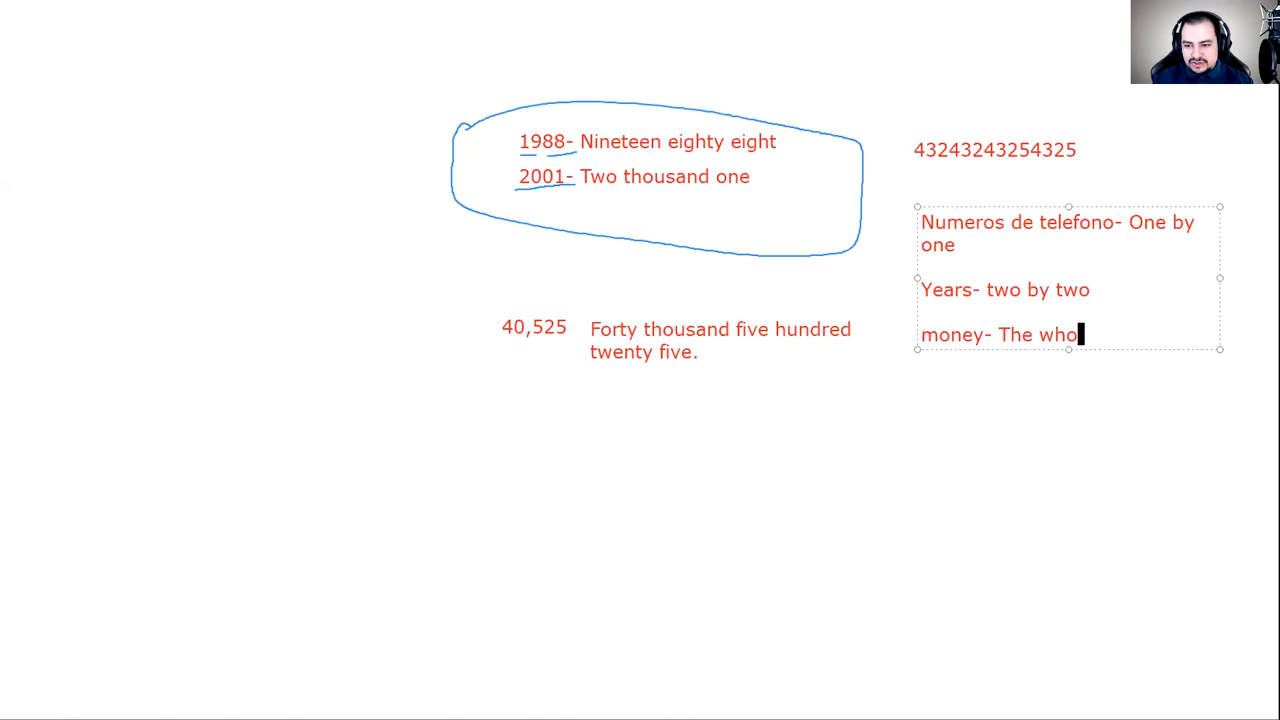 1988- Nineteen eighty eight
2001- Two thousand one
43243243254325
Numeros de telefono- One by
one
Years- two by two
money- The who
40,525 Forty thousand five hundred
twenty five.